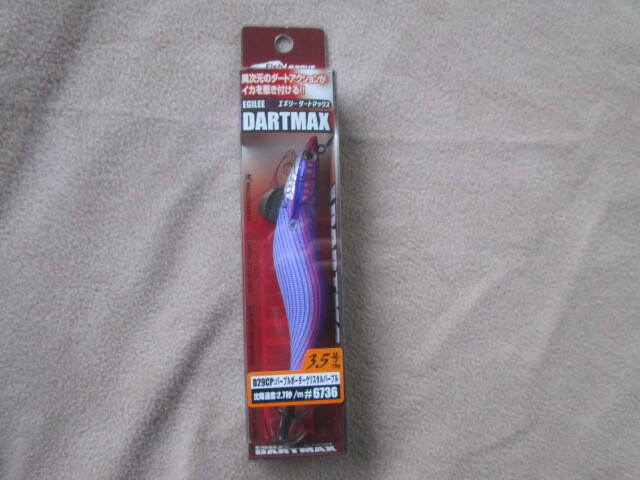 Fish LEAGUE
異次元のダートアクションが
イカを惹き付ける!!
EGILEE エギリーダートマックス
DARTMAX
3.5号
D29CP:パープルボーダークリスタルパープル
沈降速度:2.7秒/m #6736
EGILEE
DARTMAX